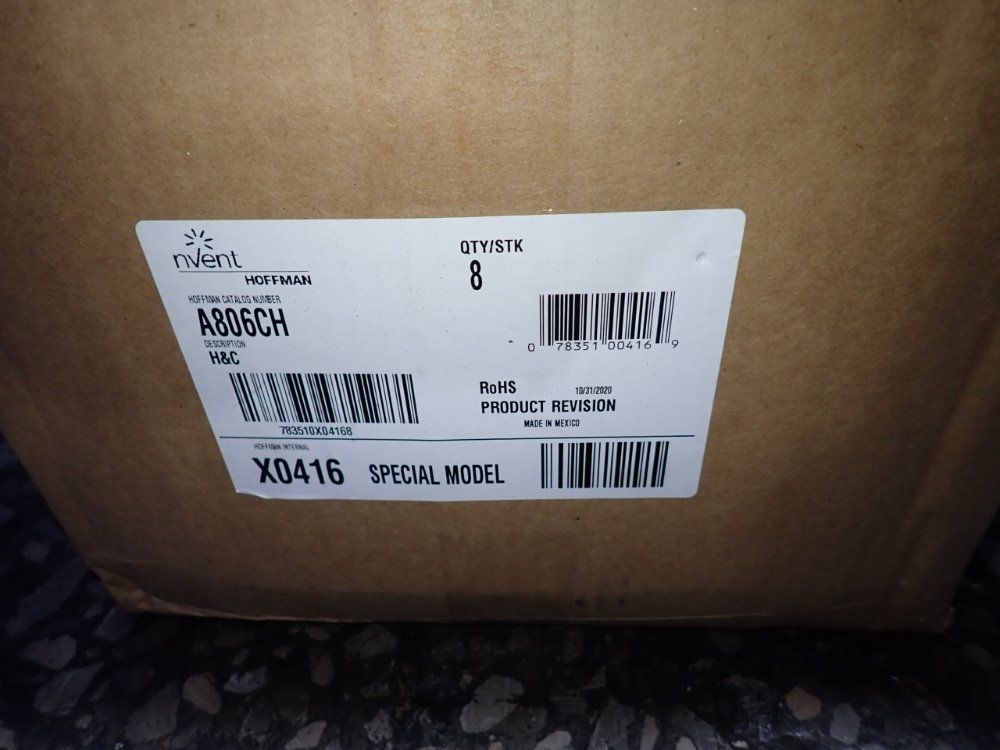 nVent
HOFFMAN
QTY/STK
8
HOFFMAN CATALOG NUMBER
A806CH
DESCRIPTION
H&C
0 78351 00416 9
783510X04168
RoHS 10/31/2020
PRODUCT REVISION
MADE IN MEXICO
HOFFMAN INTERNAL
X0416 SPECIAL MODEL